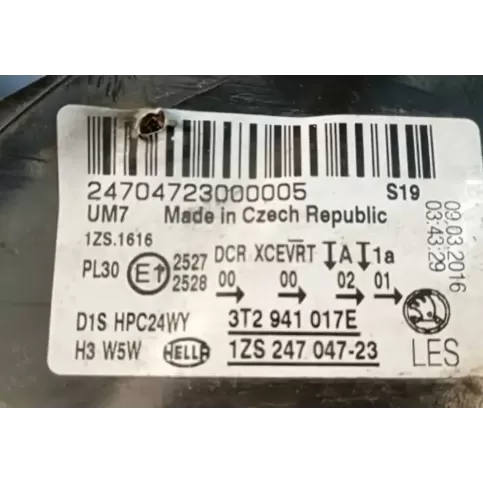 24704723000005 S19
UM7 Made in Czech Republic
09.03.2016
03:43:29
1ZS.1616
PL30 E1 2527 DCR XCEVRT A 1a
2528 00 00 02 01
D1S HPC24WY 3T2 941 017E
H3 W5W HELLA 1ZS 247 047-23 LES